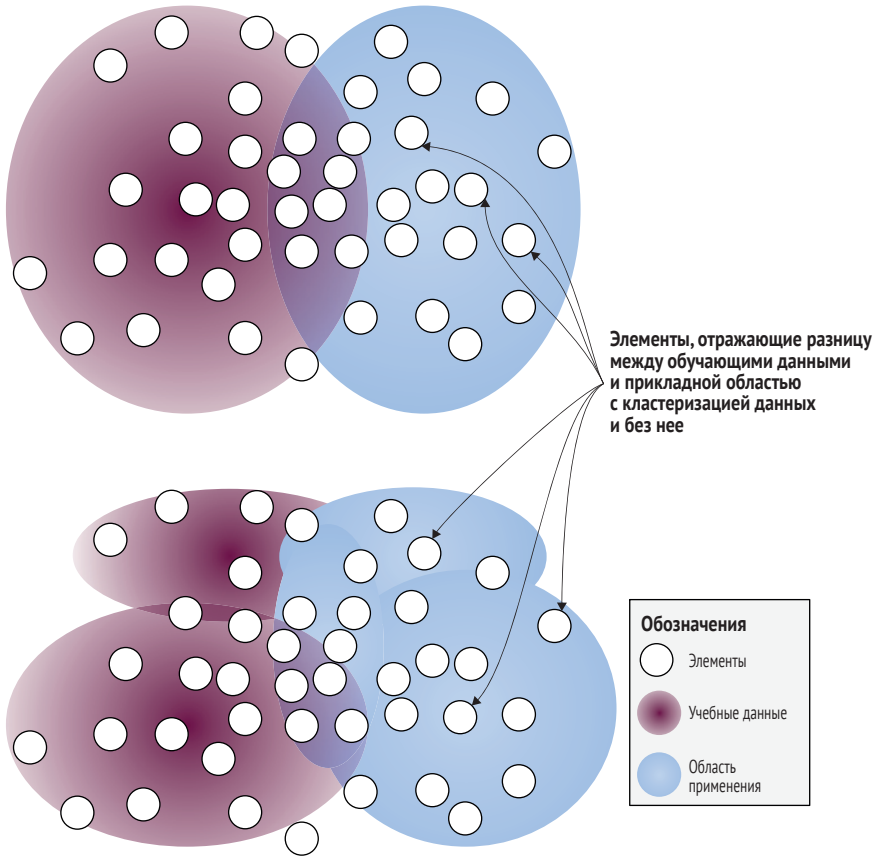 Элементы, отражающие разницу
между обучающими данными
и прикладной областью
с кластеризацией данных
и без нее
Обозначения
Элементы
Учебные данные
Область
применения